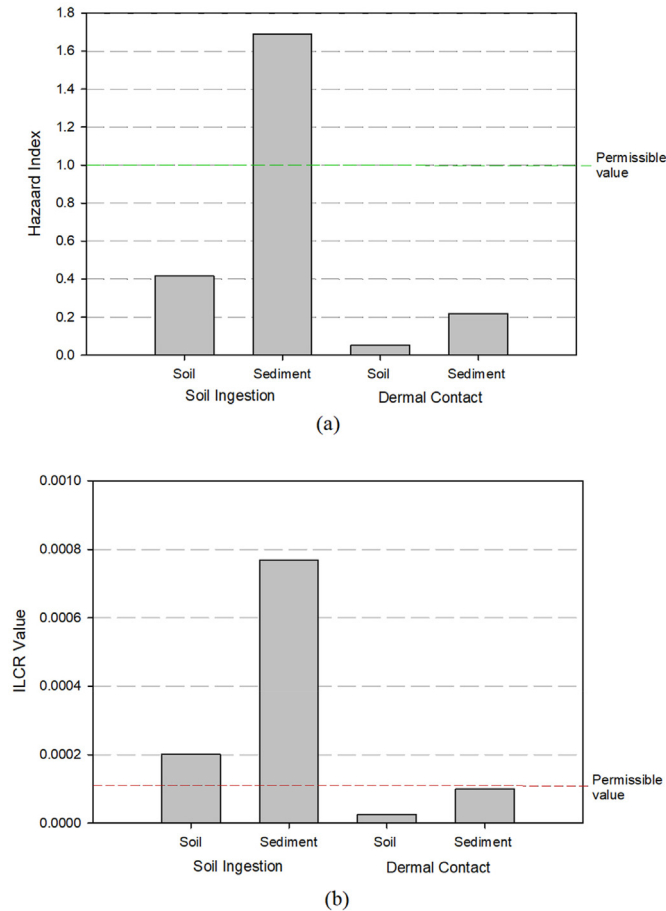 1.8
1.6
1.4
1.2
1.0
0.8
0.6
0.4
0.2
0.0
Hazaard Index
Permissible
value
Soil Sediment Soil Sediment
Soil Ingestion Dermal Contact
(a)
0.0010
0.0008
0.0006
0.0004
0.0002
0.0000
ILCR Value
Permissible
value
Soil Sediment Soil Sediment
Soil Ingestion Dermal Contact
(b)